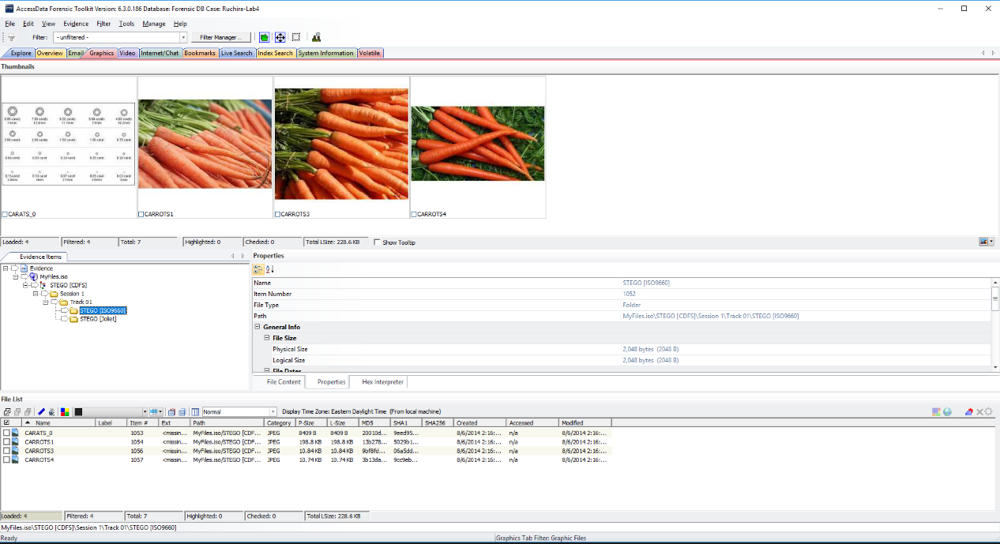 AccessData Forensic Toolkit Version: 6.3.0.186 Database: Forensic DB Case: Ruchira-Lab4
File Edit View Evidence Filter Tools Manage Help
Filter: - unfiltered - Filter Manager...
Explore Overview Email Graphics Video Internet/Chat Bookmarks Live Search Index Search System Information Volatile
Thumbnails
CARATS_0 CARROTS1 CARROTS3 CARROTS4
Loaded: 4 Filtered: 4 Total: 7 Highlighted: 0 Checked: 0 Total LSize: 228.6 KB Show Tooltip
Evidence Items
Evidence
MyFiles.iso
STEGO [CDFS]
Session 1
Track 01
STEGO [ISO9660]
STEGO [Joliet]
Properties
Name STEGO [ISO9660]
Item Number 1052
File Type Folder
Path MyFiles.iso\STEGO [CDFS]\Session 1\Track 01\STEGO [ISO9660]
General Info
File Size
Physical Size 2,048 bytes (2048 B)
Logical Size 2,048 bytes (2048 B)
File Dates
File Content Properties Hex Interpreter
File List
Normal Display Time Zone: Eastern Daylight Time (From local machine)
Name Label Item # Ext Path Category P-Size L-Size MD5 SHA1 SHA256 Created Accessed Modified
CARATS_0 1053 <missin... MyFiles.iso/STEGO [CDF... JPEG 8409 B 8409 B 20010d... 9eed95... 8/6/2014 2:16:... n/a 8/6/2014 2:16:...
CARROTS1 1054 <missin... MyFiles.iso/STEGO [CDF... JPEG 198.8 KB 198.8 KB 13b278... 5029b1... 8/6/2014 2:16:... n/a 8/6/2014 2:16:...
CARROTS3 1056 <missin... MyFiles.iso/STEGO [CDF... JPEG 10.84 KB 10.84 KB 9bf8fd... 06a5dd... 8/6/2014 2:16:... n/a 8/6/2014 2:16:...
CARROTS4 1057 <missin... MyFiles.iso/STEGO [CDF... JPEG 10.74 KB 10.74 KB 3b13da... 9cc9eb... 8/6/2014 2:16:... n/a 8/6/2014 2:16:...
Loaded: 4 Filtered: 4 Total: 7 Highlighted: 0 Checked: 0 Total LSize: 228.6 KB
MyFiles.iso\STEGO [CDFS]\Session 1\Track 01\STEGO [ISO9660]
Ready Graphics Tab Filter: Graphic Files